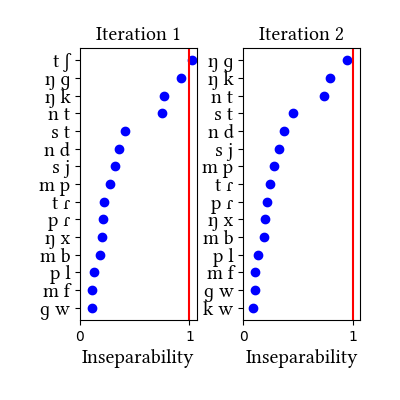 Iteration 1
t ʃ
ŋ ɡ
ŋ k
n t
s t
n d
s j
m p
t ɾ
p ɾ
ŋ x
m b
p l
m f
ɡ w
0 1
Inseparability
Iteration 2
ŋ ɡ
ŋ k
n t
s t
n d
s j
m p
t ɾ
p ɾ
ŋ x
m b
p l
m f
ɡ w
k w
0 1
Inseparability